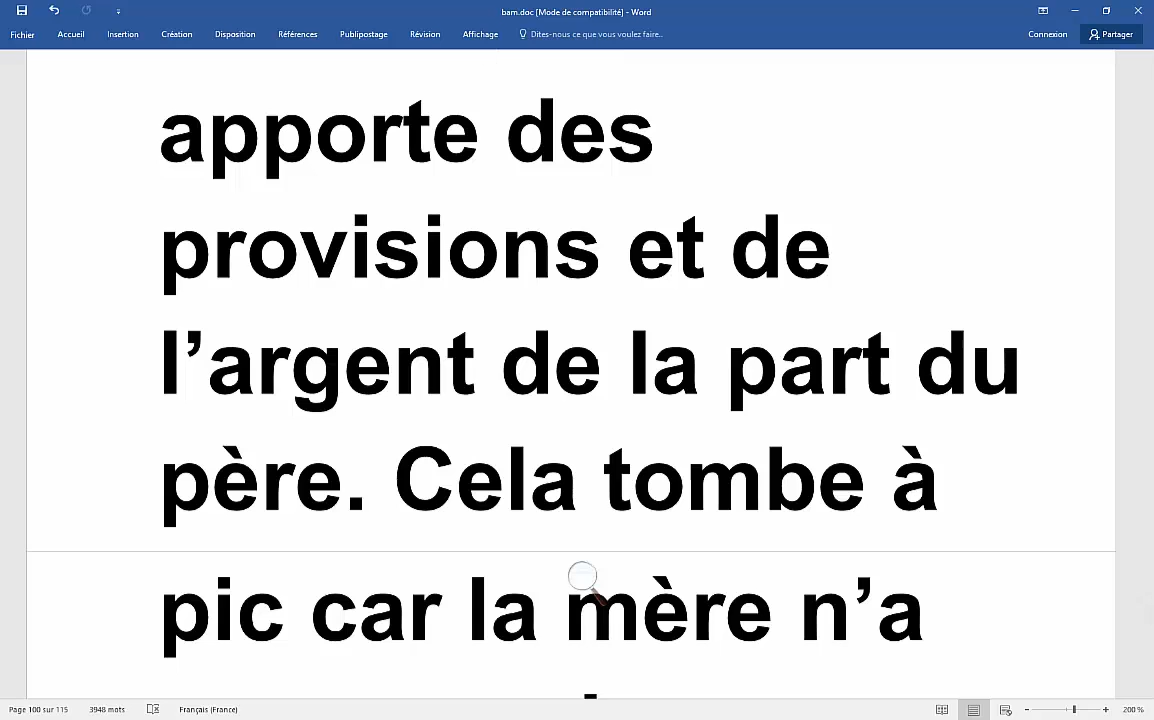 bam.doc [Mode de compatibilité] - Word
Fichier Accueil Insertion Création Disposition Références Publipostage Révision Affichage Dites-nous ce que vous voulez faire.. Connexion Partager
apporte des
provisions et de
l’argent de la part du
père. Cela tombe à
pic car la mère n’a
Page 100 sur 115 3948 mots Français (France) 200 %